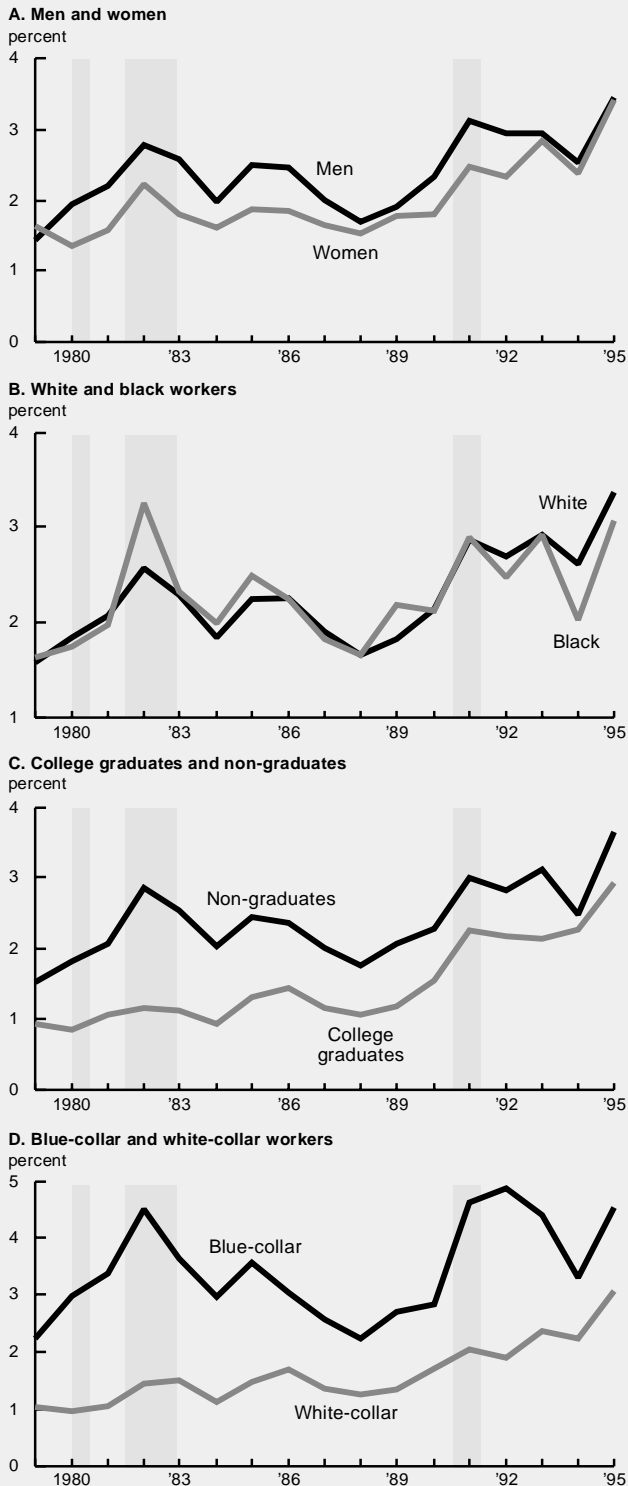 A. Men and women
percent
4
3
Men
2
Women
1
0
1980 '83 '86 '89 '92 '95
B. White and black workers
percent
4
White
3
2
Black
1
1980 '83 '86 '89 '92 '95
C. College graduates and non-graduates
percent
4
3
Non-graduates
2
1
College
graduates
0
1980 '83 '86 '89 '92 '95
D. Blue-collar and white-collar workers
percent
5
4
Blue-collar
3
2
1
White-collar
0
1980 '83 '86 '89 '92 '95